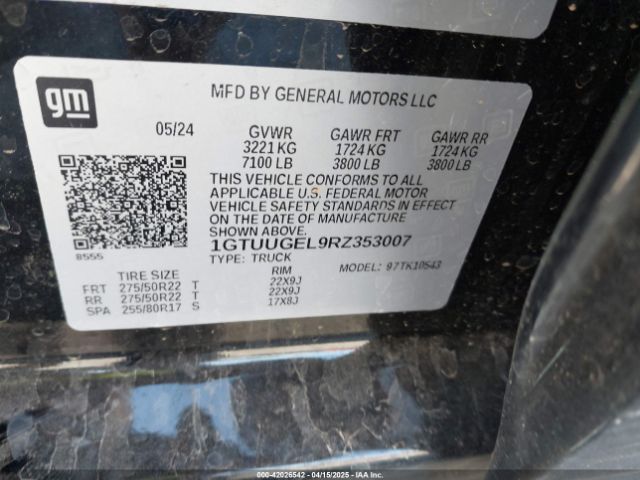 gm
MFD BY GENERAL MOTORS LLC
05/24 GVWR GAWR FRT GAWR RR
3221 KG 1724 KG 1724 KG
7100 LB 3800 LB 3800 LB
THIS VEHICLE CONFORMS TO ALL
APPLICABLE U.S. FEDERAL MOTOR
VEHICLE SAFETY STANDARDS IN EFFECT
ON THE DATE OF MANUFACTURE
SHOWN ABOVE.
8555 1GTUUGEL9RZ353007
TYPE: TRUCK MODEL: 97TK10543
TIRE SIZE RIM
FRT 275/50R22 T 22X9J
RR 275/50R22 T 22X9J
SPA 255/80R17 S 17X8J
000-42026542 04/15/2025 IAA Inc.